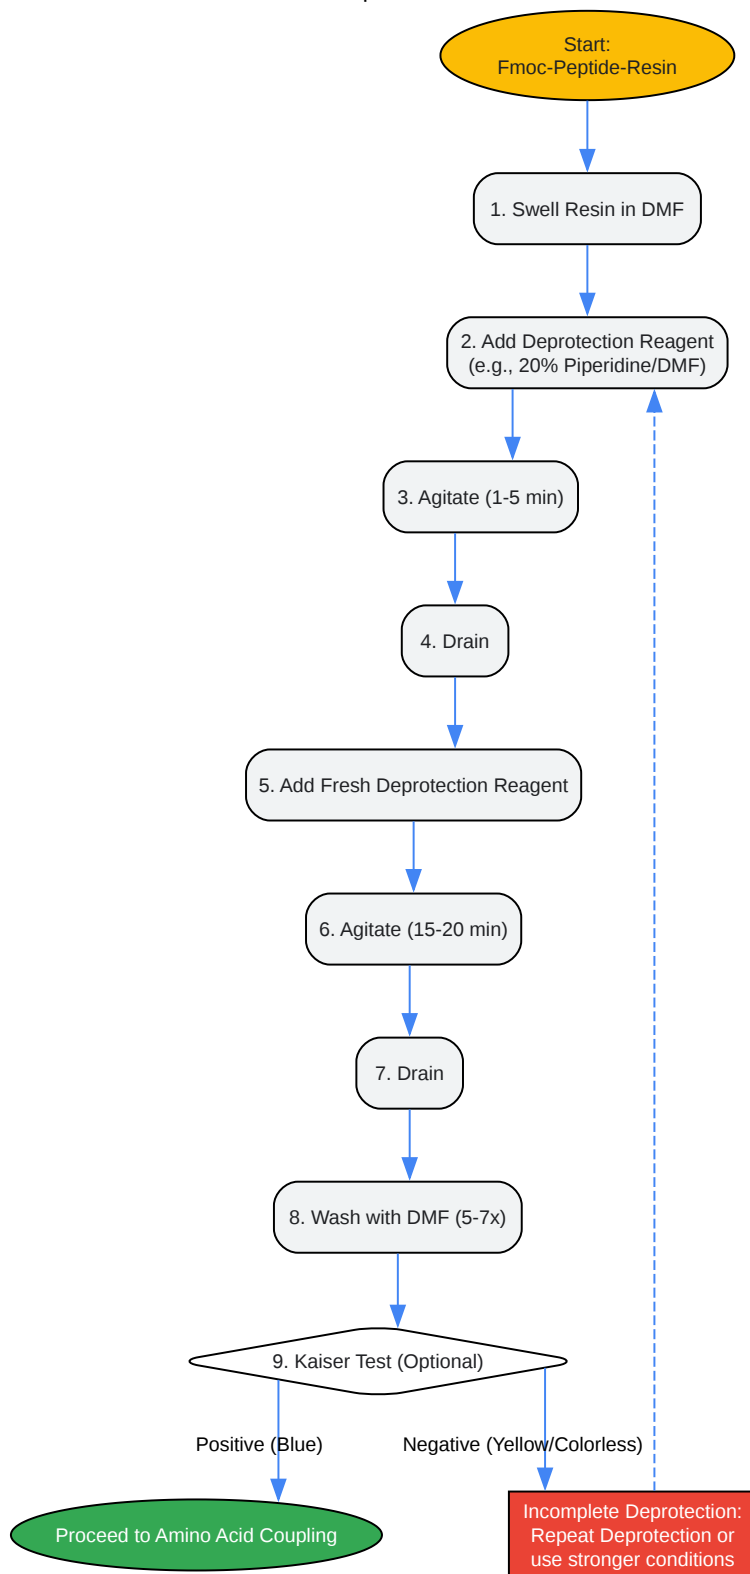 Start:
Fmoc-Peptide-Resin
1. Swell Resin in DMF
2. Add Deprotection Reagent
(e.g., 20% Piperidine/DMF)
3. Agitate (1-5 min)
4. Drain
5. Add Fresh Deprotection Reagent
6. Agitate (15-20 min)
7. Drain
8. Wash with DMF (5-7x)
9. Kaiser Test (Optional)
Positive (Blue)
Negative (Yellow/Colorless)
Proceed to Amino Acid Coupling
Incomplete Deprotection:
Repeat Deprotection or
use stronger conditions